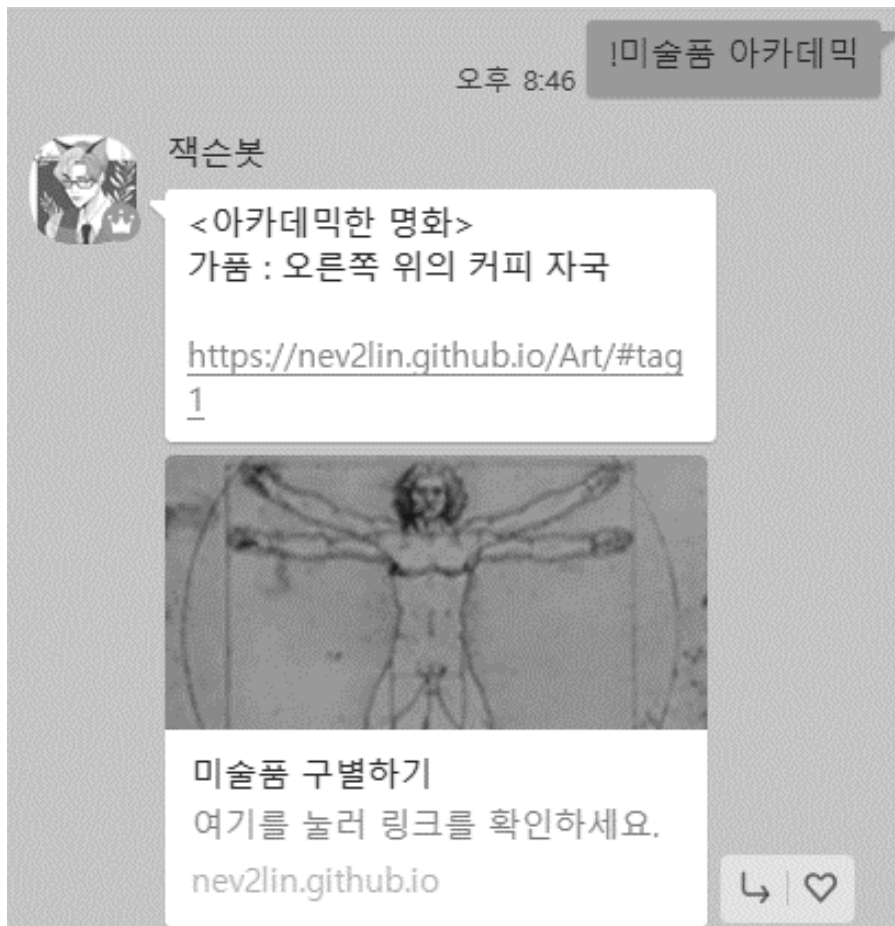 !미술품 아카데믹
오후 8:46
잭슨봇
<아카데믹한 명화>
가품 : 오른쪽 위의 커피 자국
https://nev2lin.github.io/Art/#tag
1
미술품 구별하기
여기를 눌러 링크를 확인하세요.
nev2lin.github.io